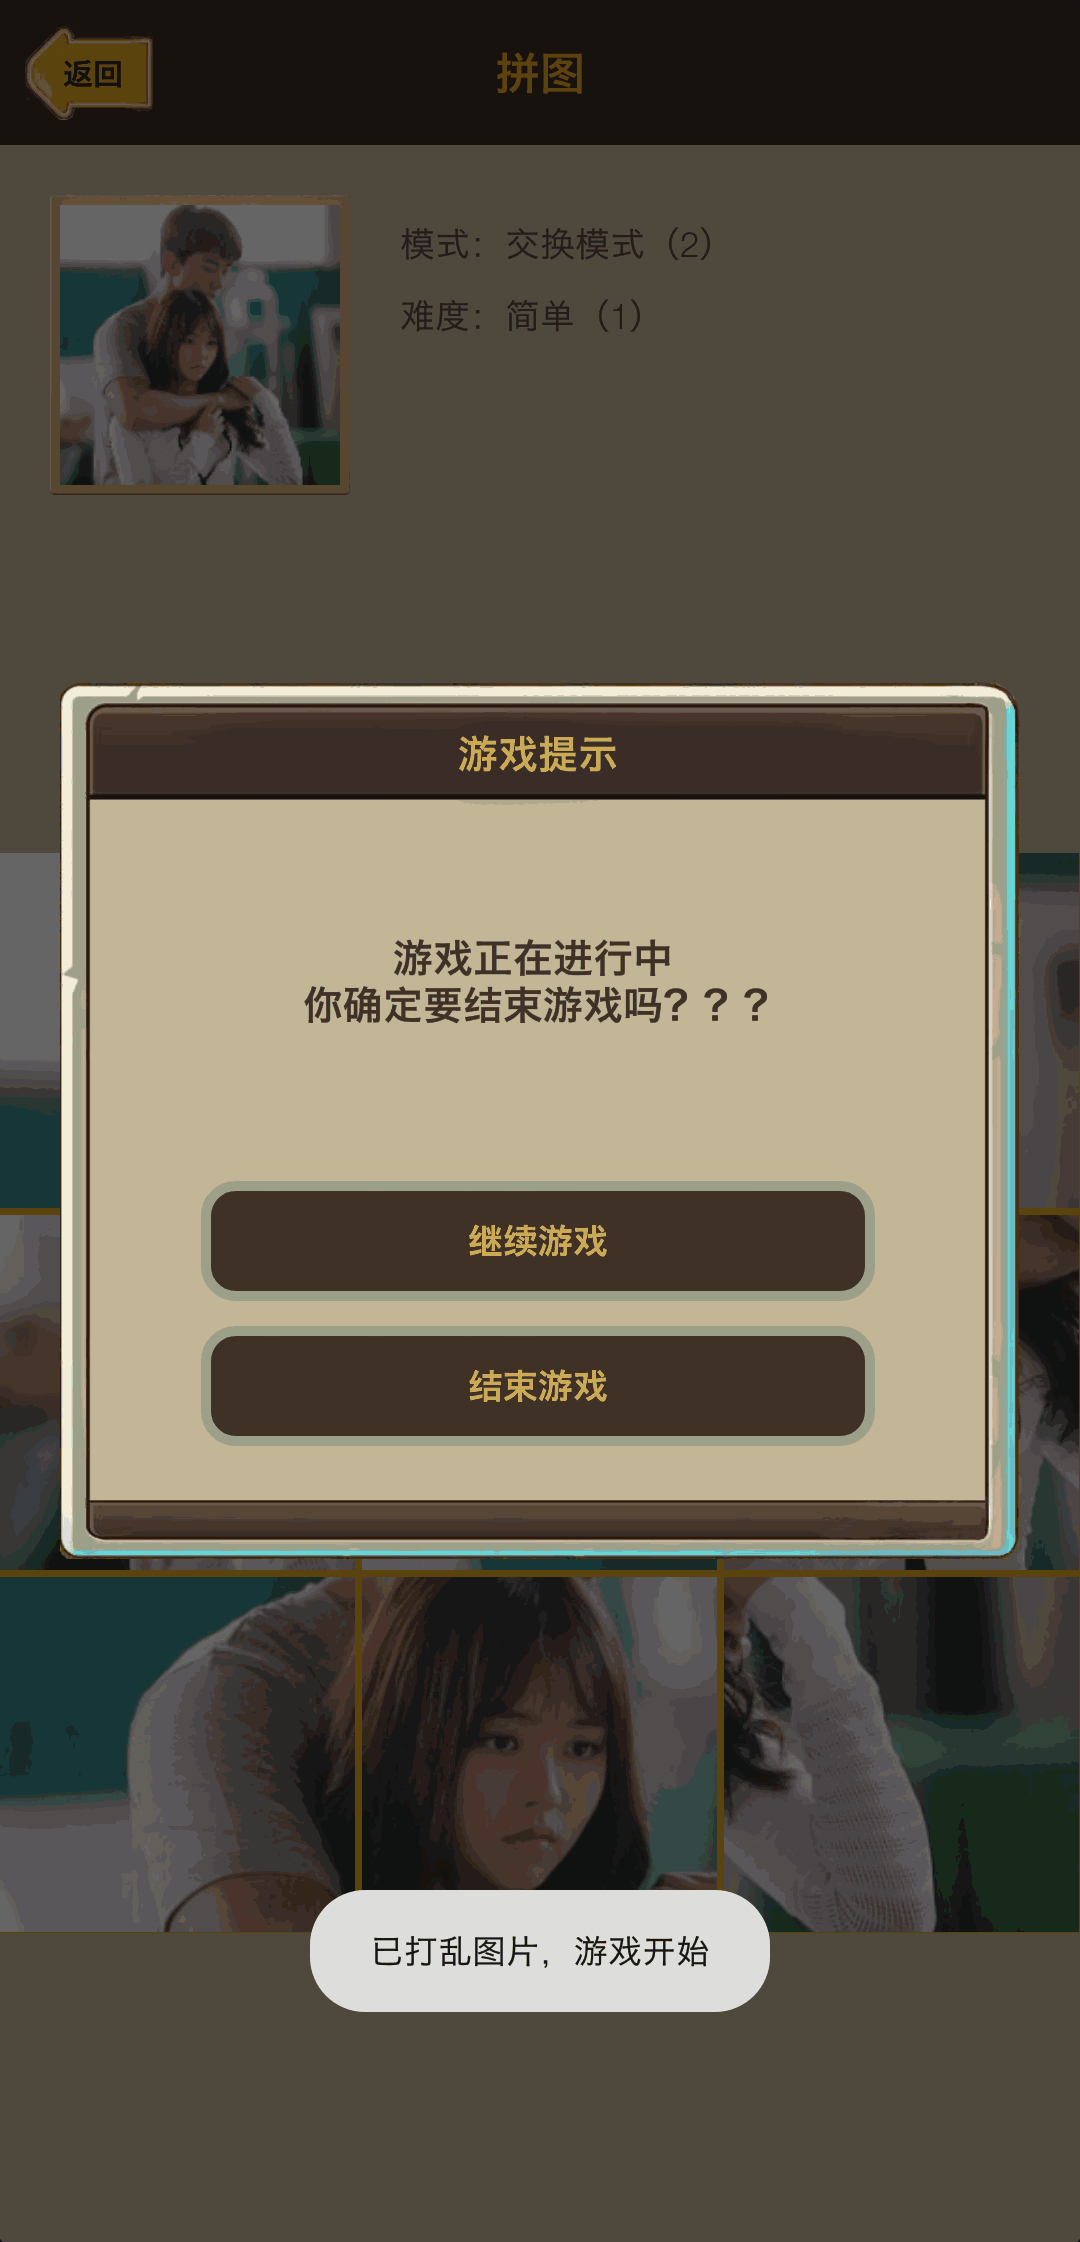 返回
拼图
模式：交换模式（2）
难度：简单（1）
游戏提示
游戏正在进行中
你确定要结束游戏吗？？？
继续游戏
结束游戏
已打乱图片，游戏开始